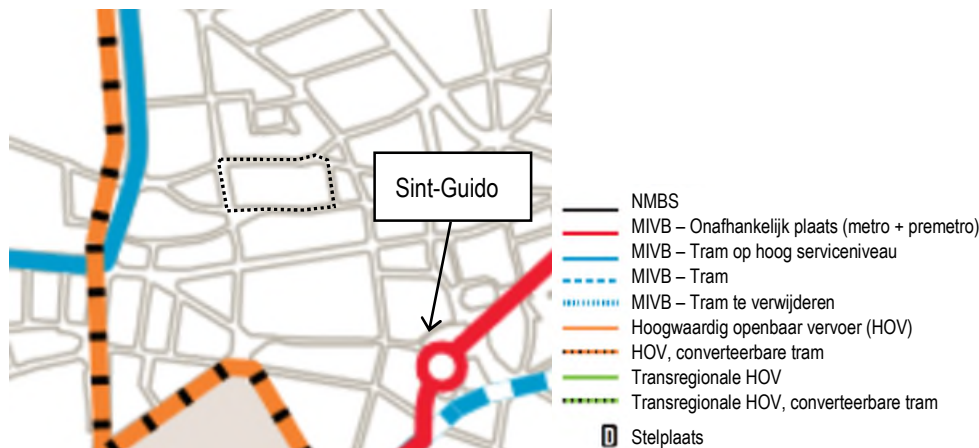 Sint-Guido
NMBS
MIVB – Onafhankelijk plaats (metro + premetro)
MIVB – Tram op hoog serviceniveau
MIVB – Tram
MIVB – Tram te verwijderen
Hoogwaardig openbaar vervoer (HOV)
HOV, converteerbare tram
Transregionale HOV
Transregionale HOV, converteerbare tram
D Stelplaats